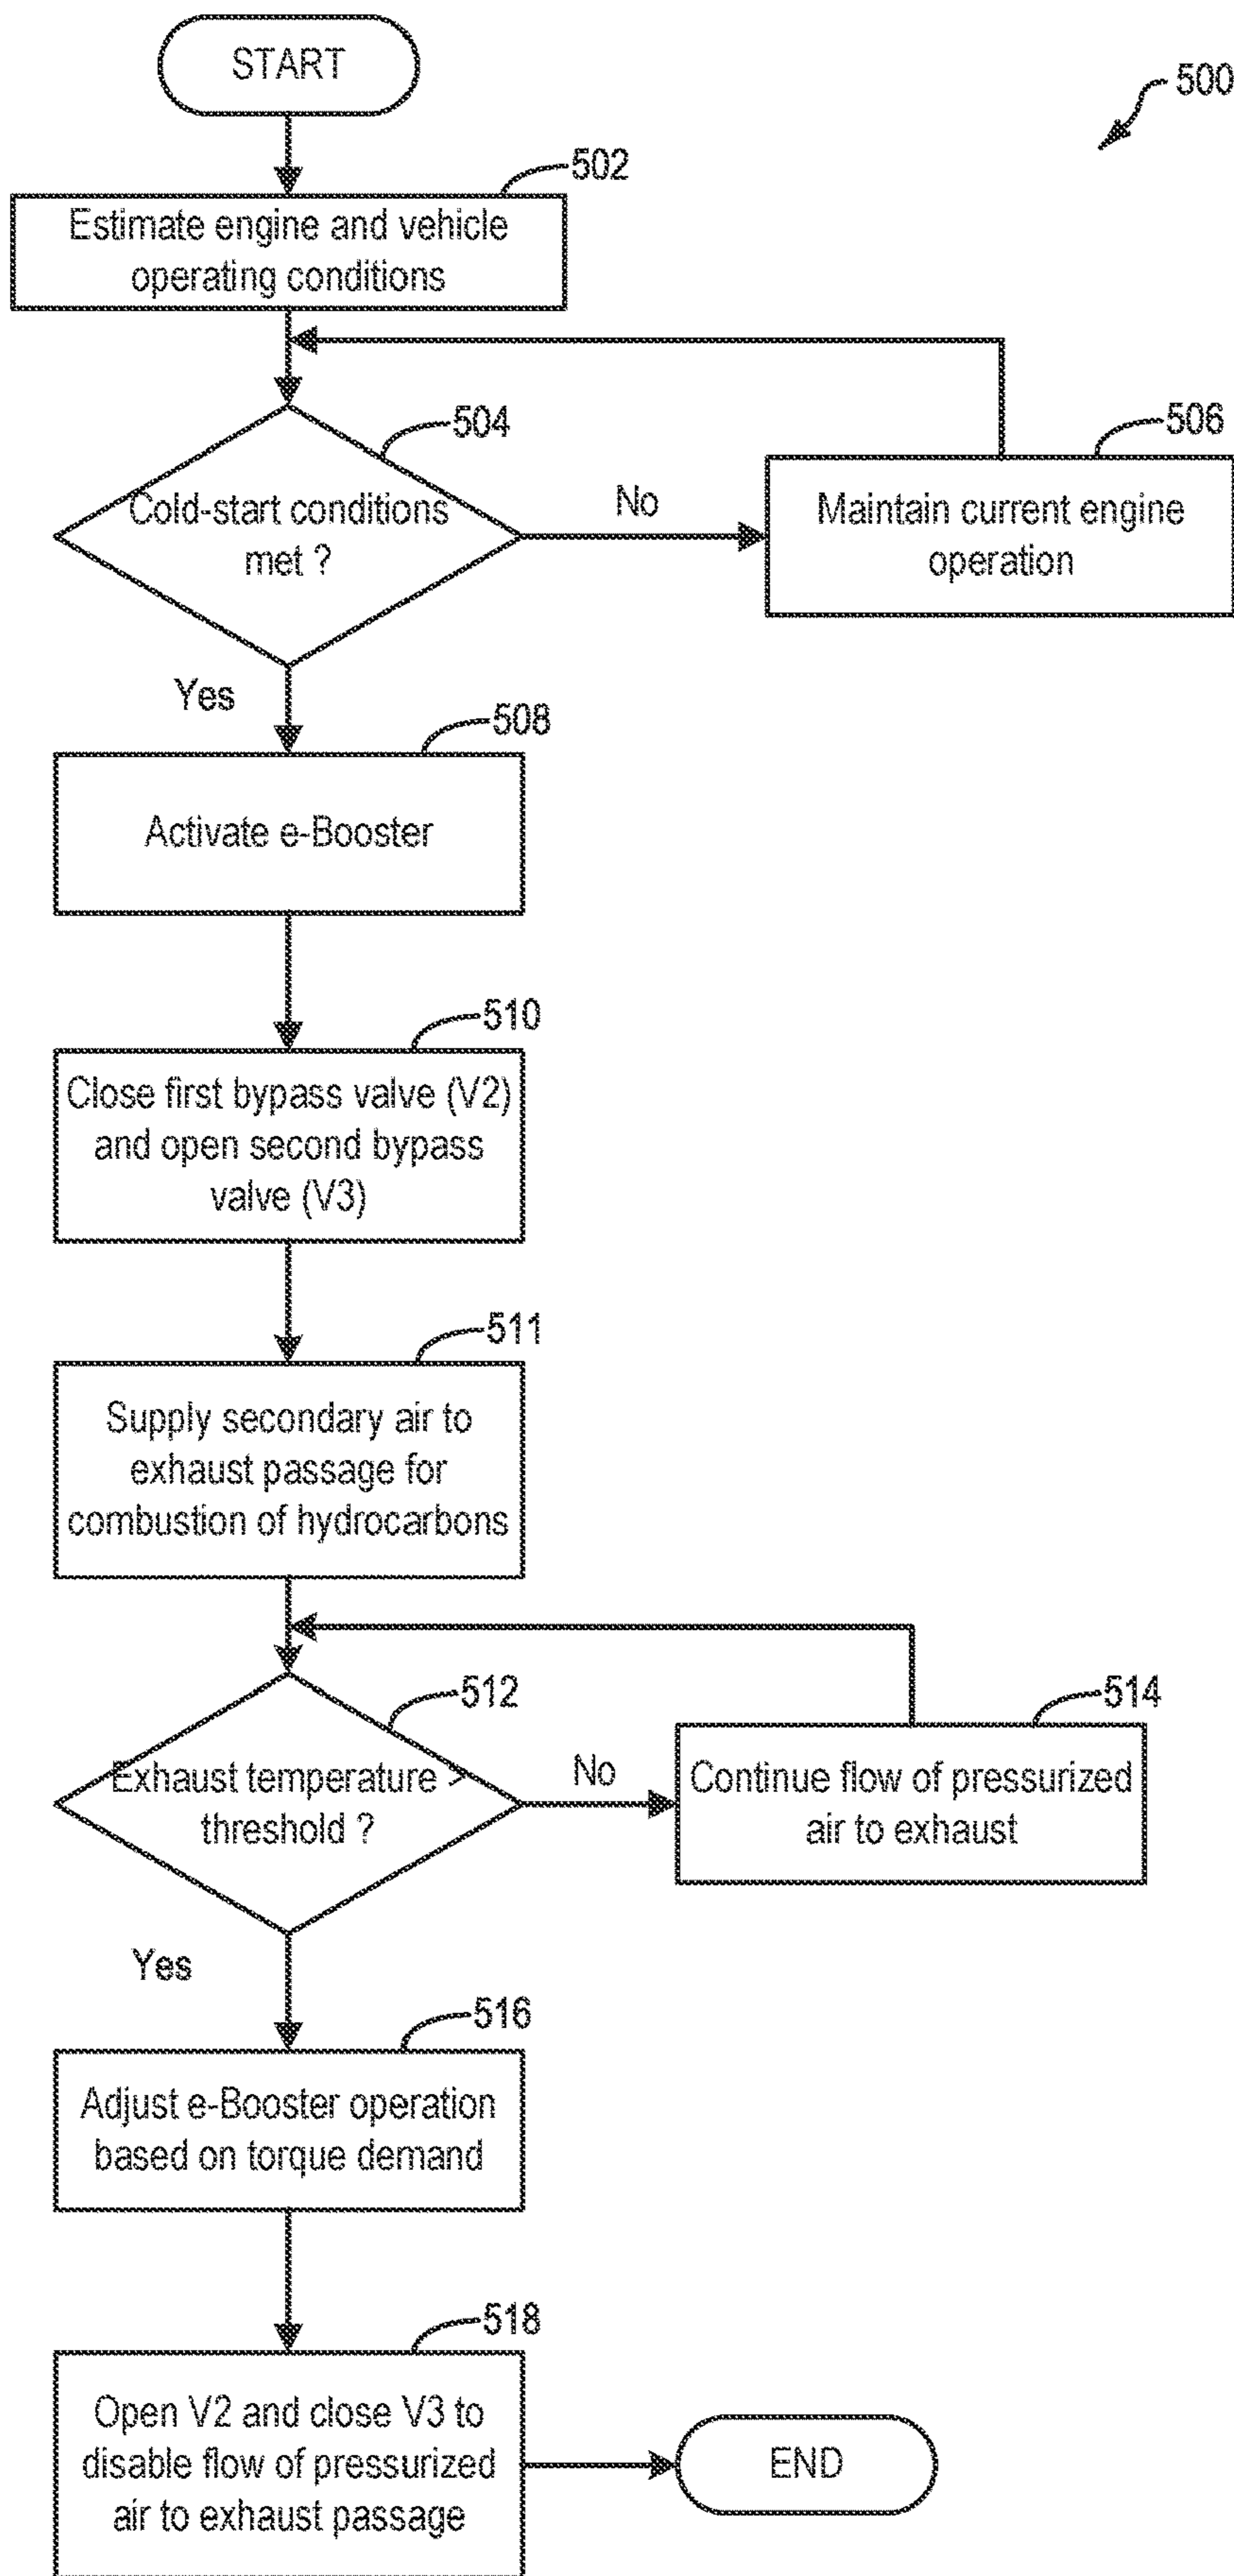 START
500
502
Estimate engine and vehicle
operating conditions
504
Cold-start conditions
met ?
No
506
Maintain current engine
operation
Yes
508
Activate e-Booster
510
Close first bypass valve (V2)
and open second bypass
valve (V3)
511
Supply secondary air to
exhaust passage for
combustion of hydrocarbons
512
Exhaust temperature >
threshold ?
No
514
Continue flow of pressurized
air to exhaust
Yes
516
Adjust e-Booster operation
based on torque demand
518
Open V2 and close V3 to
disable flow of pressurized
air to exhaust passage
END